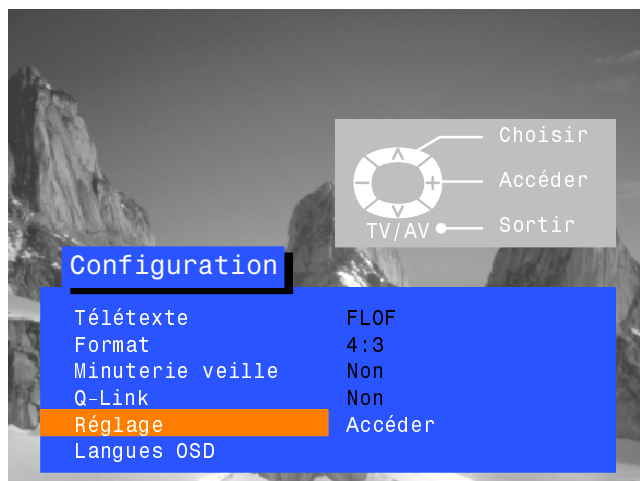 Choisir
Accéder
TV/AV Sortir
Configuration
Télétexte FLOF
Format 4:3
Minuterie veille Non
Q-Link Non
Réglage Accéder
Langues OSD